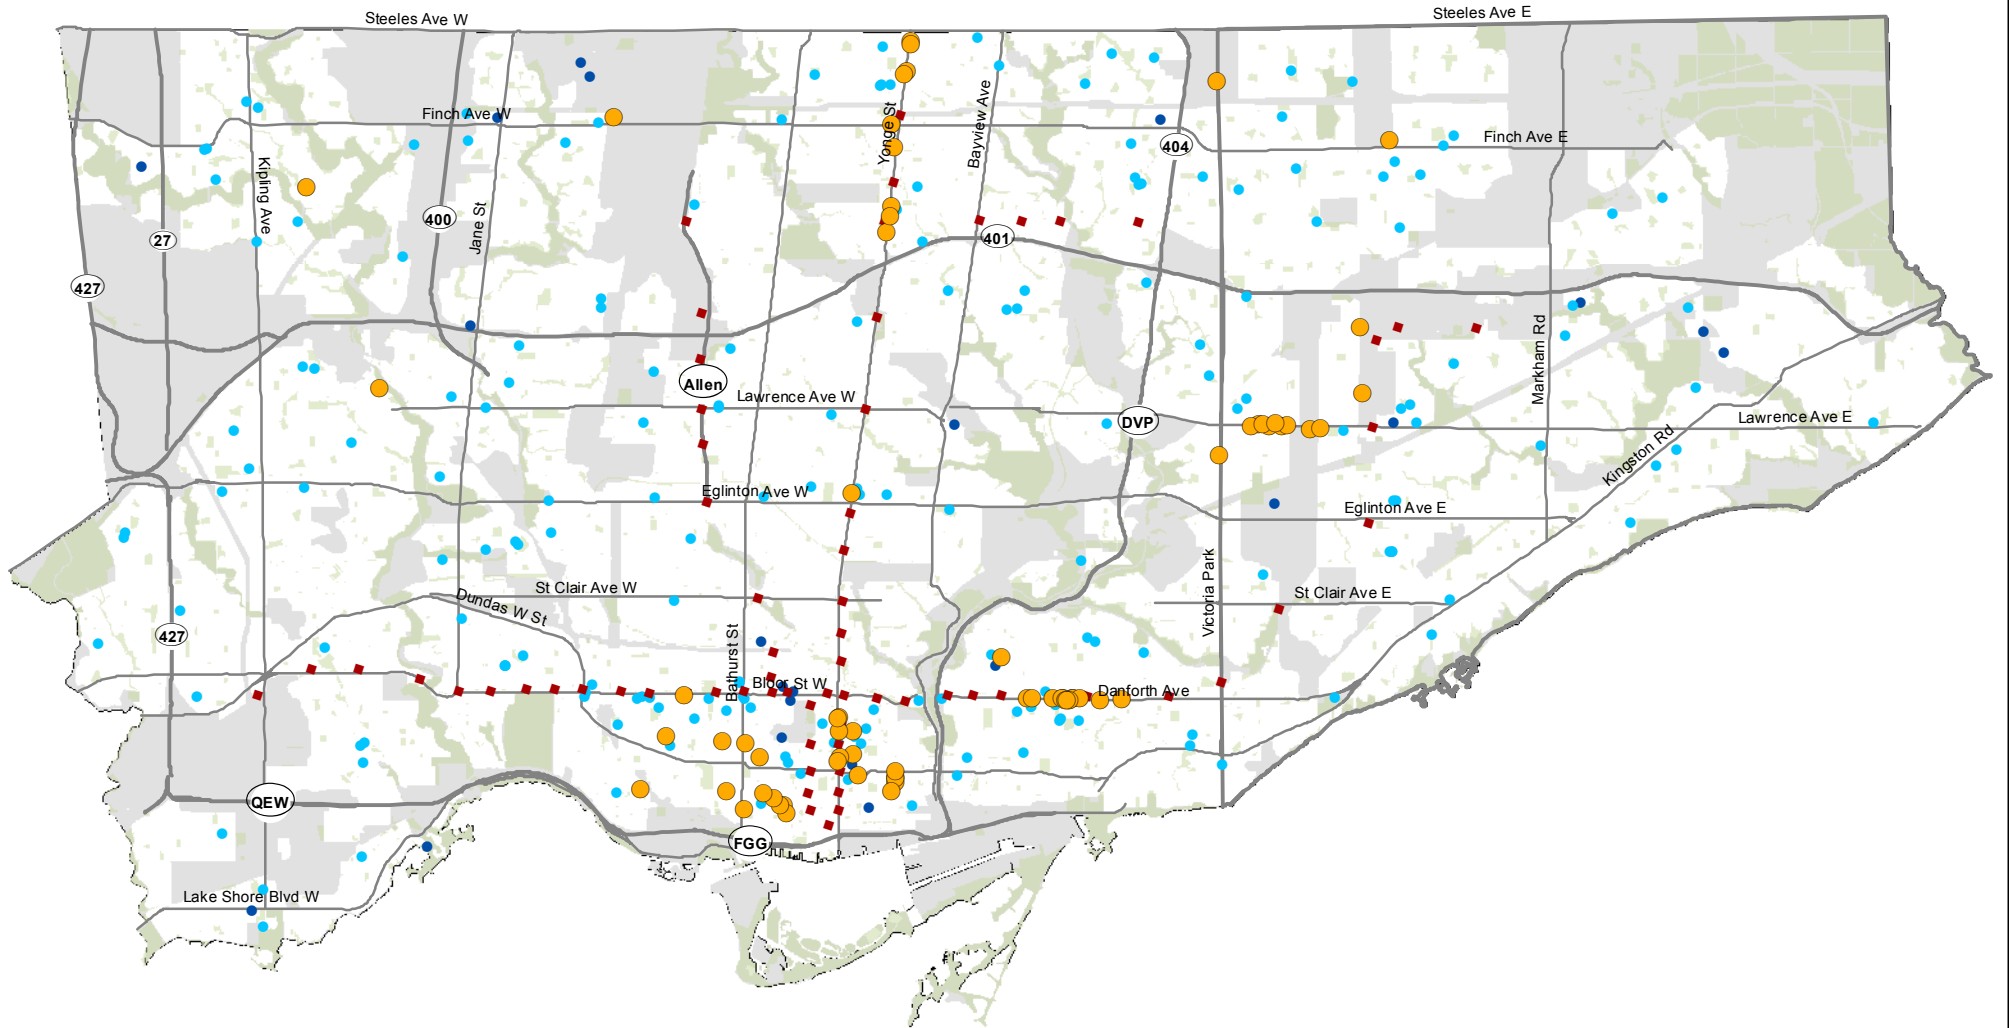 Steeles Ave W
Steeles Ave E
Finch Ave W
Yonge St
Bayview Ave
404
Finch Ave E
Kipling Ave
400
Jane St
27
401
427
Markham Rd
Allen
Lawrence Ave W
DVP
Lawrence Ave E
Kingston Rd
Eglinton Ave W
Eglinton Ave E
Victoria Park
St Clair Ave W
St Clair Ave E
Dundas W St
427
Bathurst St
Bloor St W
Danforth Ave
QEW
FGG
Lake Shore Blvd W